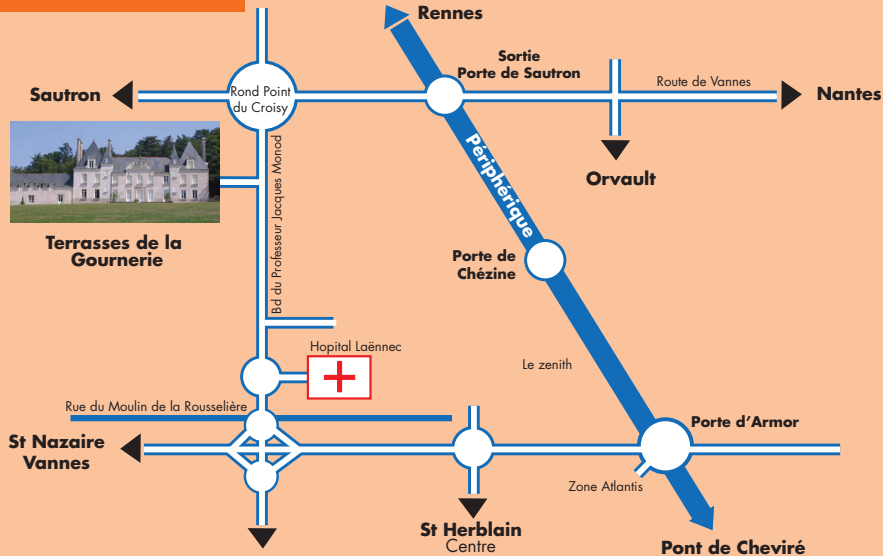 Rennes
Sortie
Porte de Sautron
Sautron
Rond Point
du Croisy
Route de Vannes
Nantes
Bd du Professeur Jacques Monod
Périphérique
Orvault
Terrasses de la
Gournerie
Porte de
Chézine
Hopital Laënnec
Le zenith
Rue du Moulin de la Rousselière
Porte d'Armor
St Nazaire
Vannes
Zone Atlantis
St Herblain
Centre
Pont de Cheviré